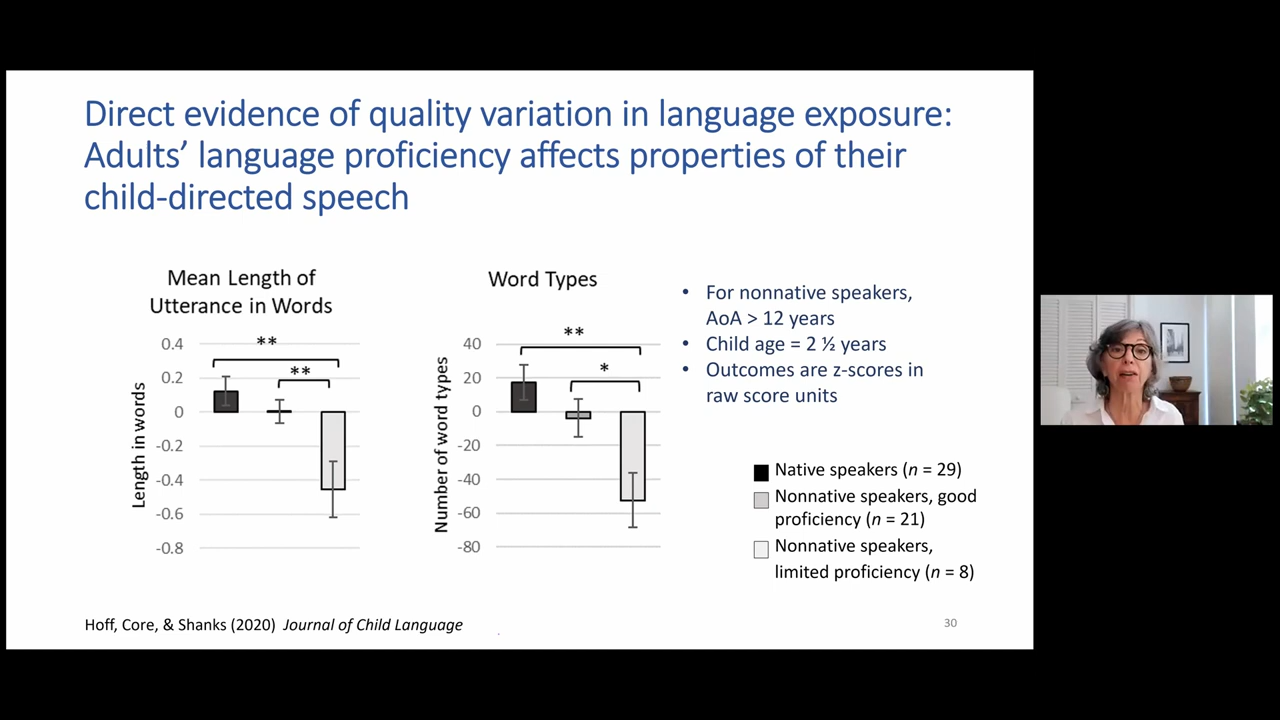 Direct evidence of quality variation in language exposure:
Adults’ language proficiency affects properties of their
child-directed speech
Mean Length of
Utterance in Words
Length in words
0.4
0.2
0
-0.2
-0.4
-0.6
-0.8
**
**
Word Types
Number of word types
40
20
0
-20
-40
-60
-80
**
*
• For nonnative speakers,
AoA > 12 years
• Child age = 2 ½ years
• Outcomes are z-scores in
raw score units
Native speakers (n = 29)
Nonnative speakers, good
proficiency (n = 21)
Nonnative speakers,
limited proficiency (n = 8)
Hoff, Core, & Shanks (2020) Journal of Child Language
30